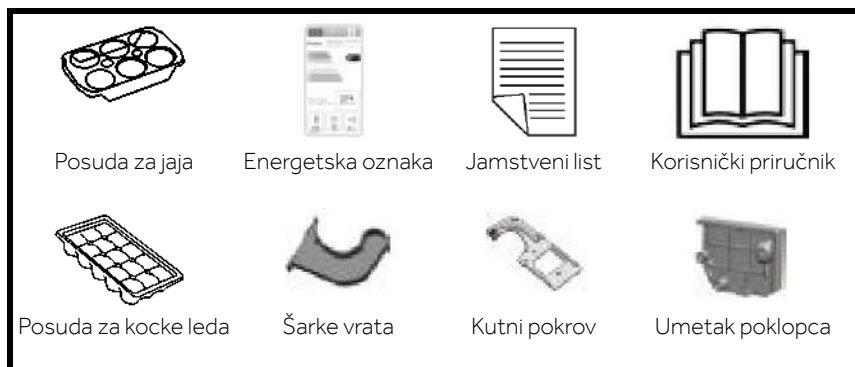 Posuda za jaja
Energetska oznaka
Jamstveni list
Korisnički priručnik
Posuda za kocke leda
Šarke vrata
Kutni pokrov
Umetak poklopca